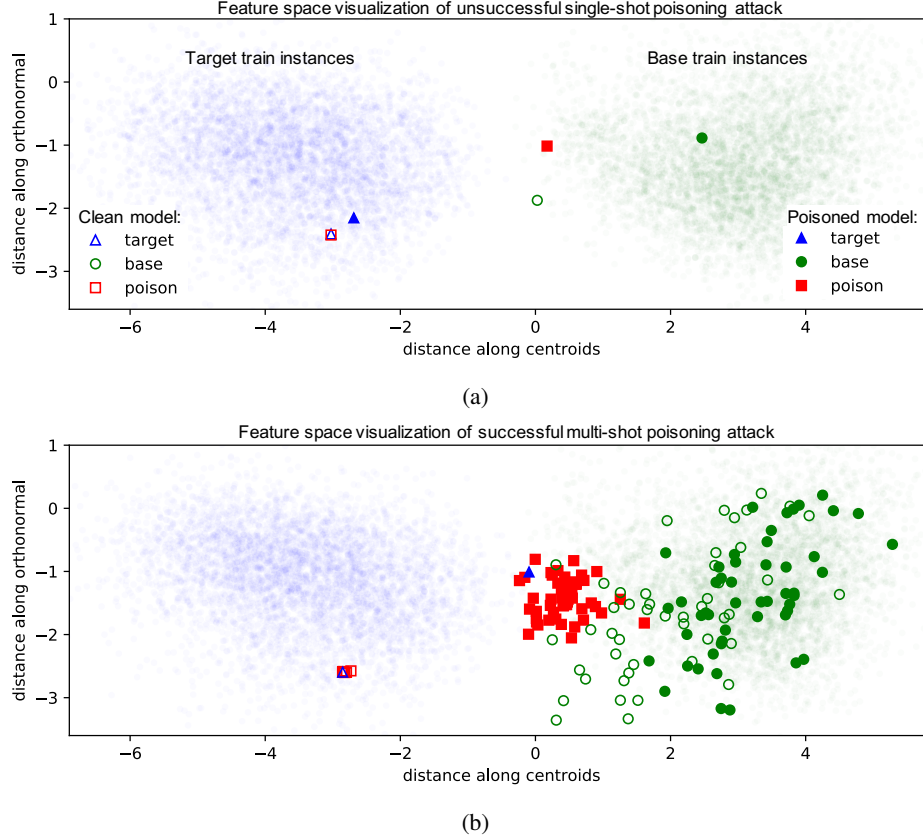 Feature space visualization of unsuccessful single-shot poisoning attack
1
0
−1
−2
−3
distance along orthonormal
Target train instances
Base train instances
Clean model:
target
base
poison
Poisoned model:
target
base
poison
−6
−4
−2
0
2
4
distance along centroids
(a)
Feature space visualization of successful multi-shot poisoning attack
1
0
−1
−2
−3
distance along orthonormal
−6
−4
−2
0
2
4
distance along centroids
(b)